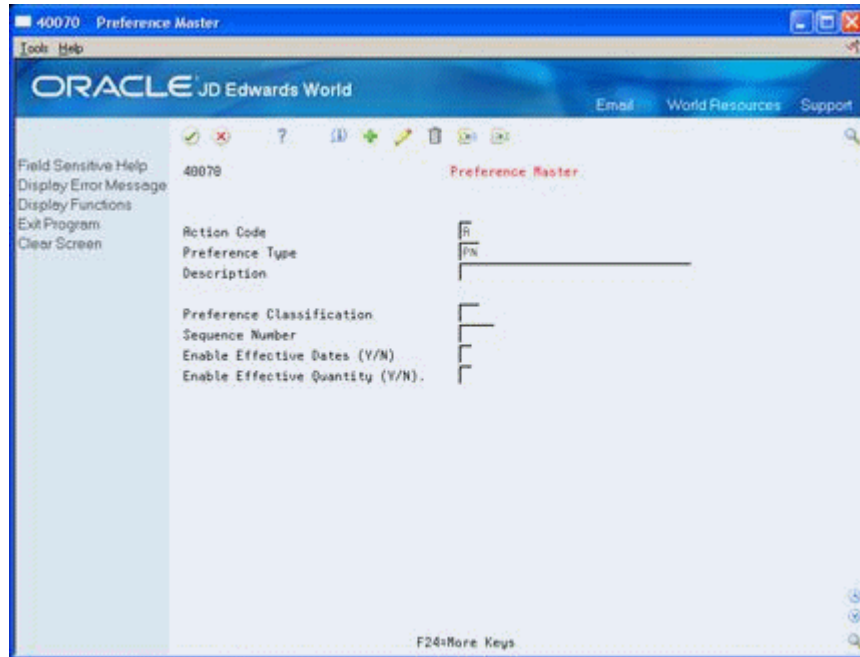 40070 Preference Master
Tools Help
ORACLE JD Edwards World
Email World Resources Support
Field Sensitive Help
Display Error Message
Display Functions
Exit Program
Clear Screen
40070 Preference Master
Action Code A
Preference Type PN
Description
Preference Classification
Sequence Number
Enable Effective Dates (Y/N)
Enable Effective Quantity (Y/N).
F24=More Keys